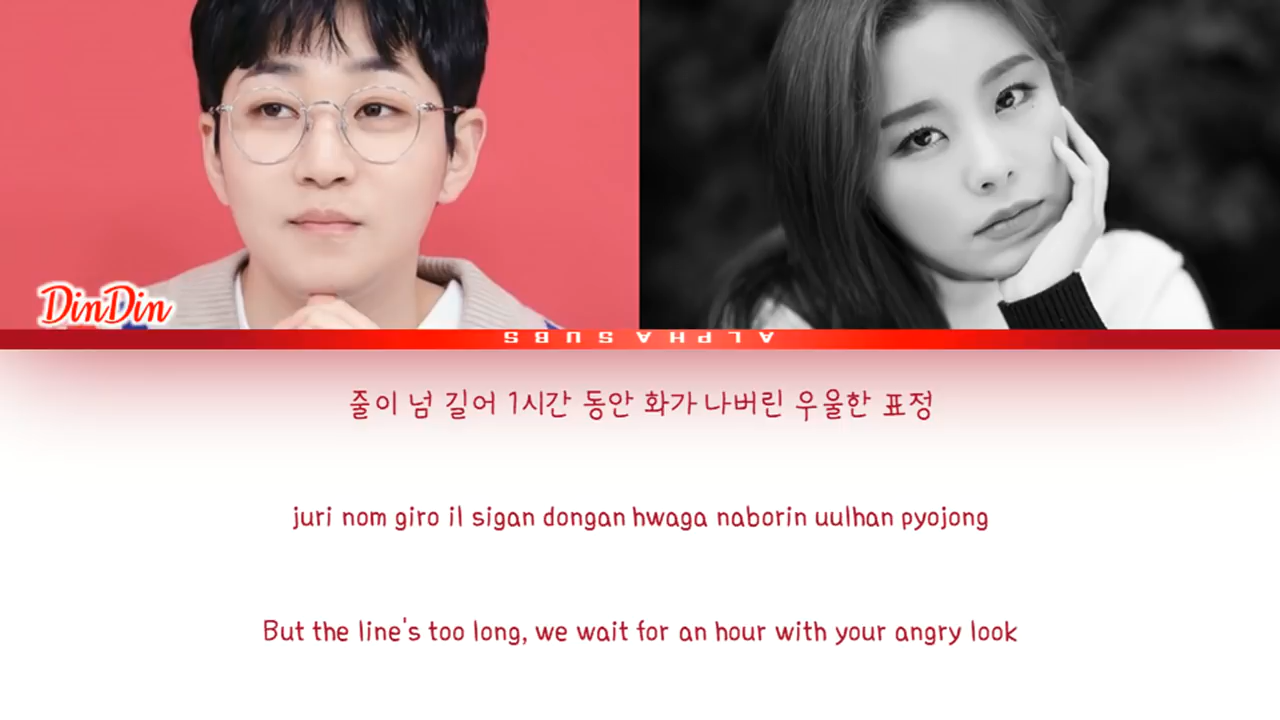 DinDin
ALPHA SUBS
줄이 넘 길어 1시간 동안 화가 나버린 우울한 표정
juri nom giro il sigan dongan hwaga naborin uulhan pyojong
But the line's too long, we wait for an hour with your angry look